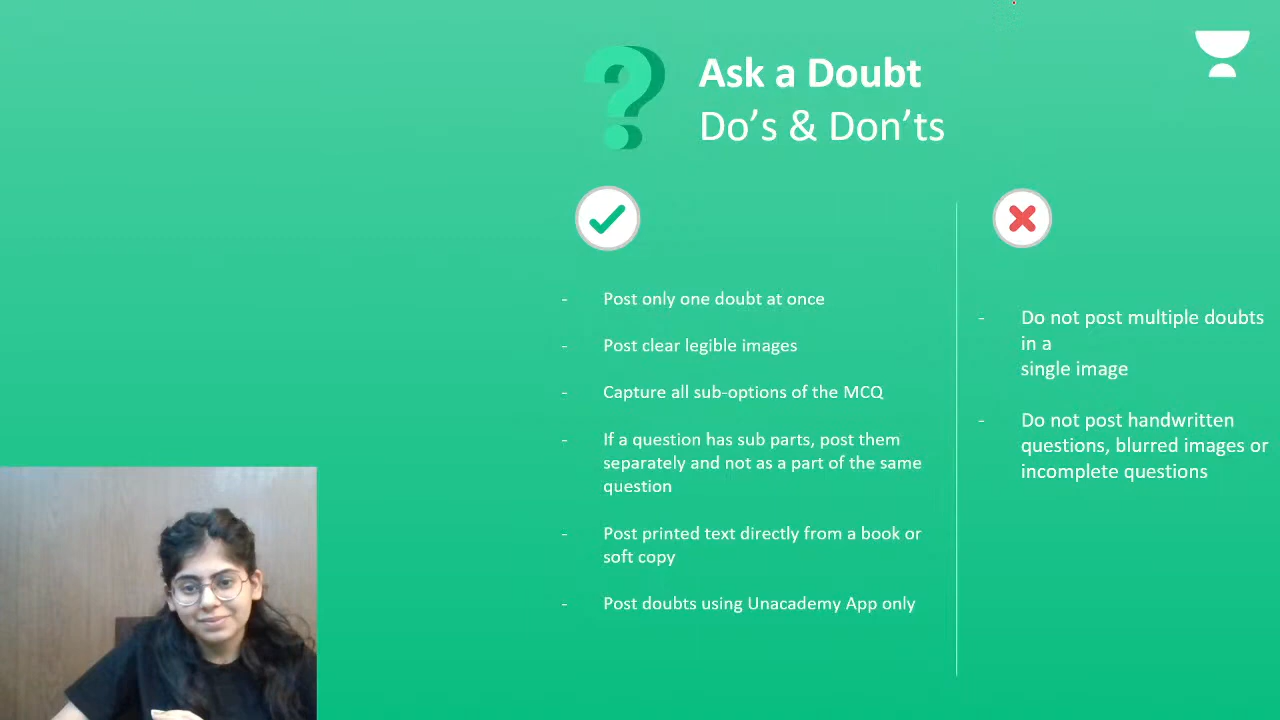 ?
Ask a Doubt
Do’s & Don’ts
- Post only one doubt at once
- Post clear legible images
- Capture all sub-options of the MCQ
- If a question has sub parts, post them
separately and not as a part of the same
question
- Post printed text directly from a book or
soft copy
- Post doubts using Unacademy App only
- Do not post multiple doubts
in a
single image
- Do not post handwritten
questions, blurred images or
incomplete questions